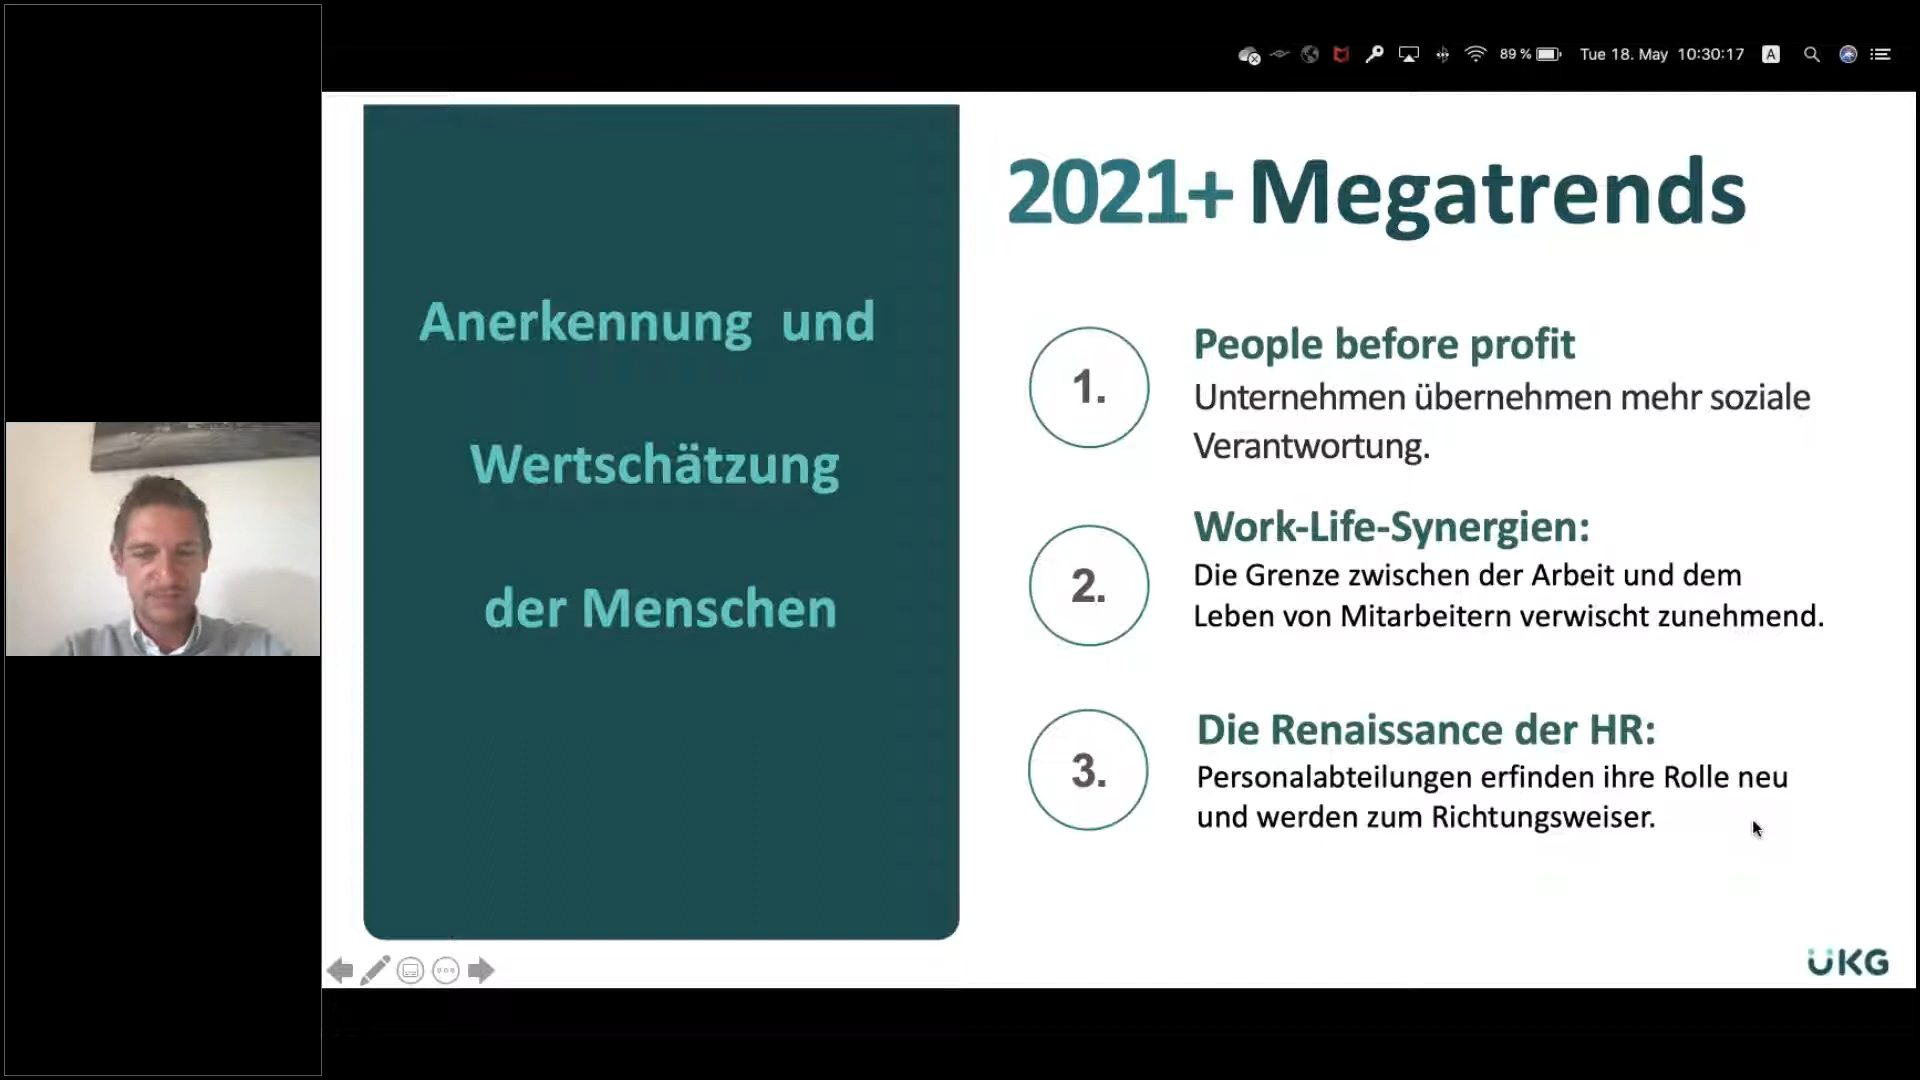 89 % Tue 18. May 10:30:17 A
Anerkennung und
Wertschätzung
der Menschen
2021+ Megatrends
1.
People before profit
Unternehmen übernehmen mehr soziale
Verantwortung.
2.
Work-Life-Synergien:
Die Grenze zwischen der Arbeit und dem
Leben von Mitarbeitern verwischt zunehmend.
3.
Die Renaissance der HR:
Personalabteilungen erfinden ihre Rolle neu
und werden zum Richtungsweiser.
UKG